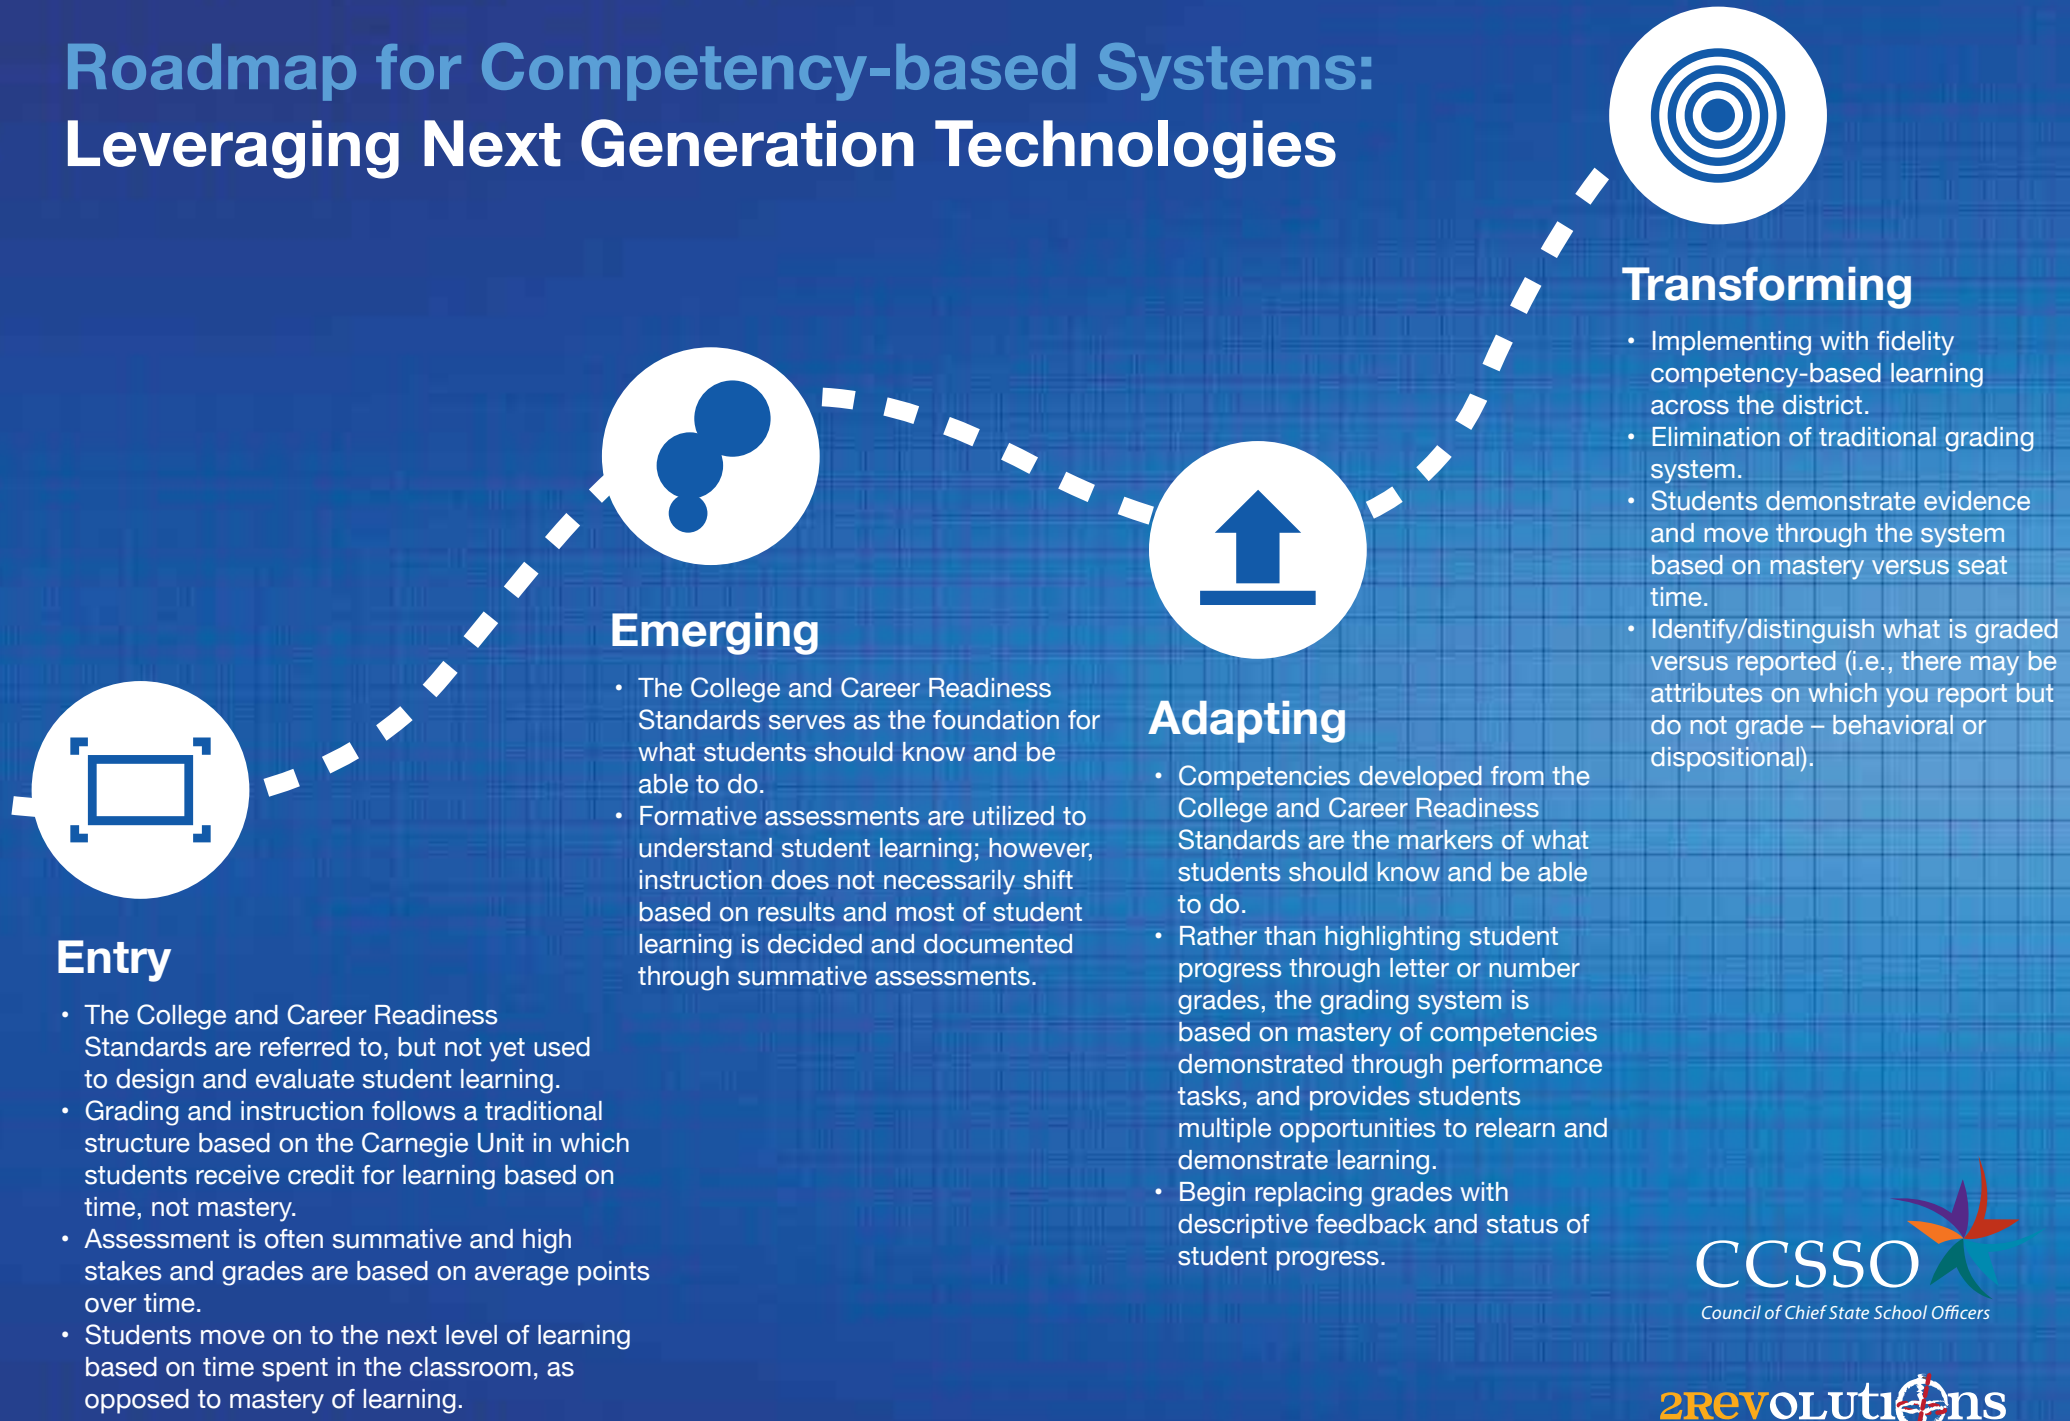 Roadmap for Competency-based Systems:
Leveraging Next Generation Technologies
Entry
• The College and Career Readiness
Standards are referred to, but not yet used
to design and evaluate student learning.
• Grading and instruction follows a traditional
structure based on the Carnegie Unit in which
students receive credit for learning based on
time, not mastery.
• Assessment is often summative and high
stakes and grades are based on average points
over time.
• Students move on to the next level of learning
based on time spent in the classroom, as
opposed to mastery of learning.
Emerging
• The College and Career Readiness
Standards serves as the foundation for
what students should know and be
able to do.
• Formative assessments are utilized to
understand student learning; however,
instruction does not necessarily shift
based on results and most of student
learning is decided and documented
through summative assessments.
Adapting
• Competencies developed from the
College and Career Readiness
Standards are the markers of what
students should know and be able
to do.
• Rather than highlighting student
progress through letter or number
grades, the grading system is
based on mastery of competencies
demonstrated through performance
tasks, and provides students
multiple opportunities to relearn and
demonstrate learning.
• Begin replacing grades with
descriptive feedback and status of
student progress.
Transforming
• Implementing with fidelity
competency-based learning
across the district.
• Elimination of traditional grading
system.
• Students demonstrate evidence
and move through the system
based on mastery versus seat
time.
• Identify/distinguish what is graded
versus reported (i.e., there may be
attributes on which you report but
do not grade – behavioral or
dispositional).
CCSSO
Council of Chief State School Officers
2Revolutions